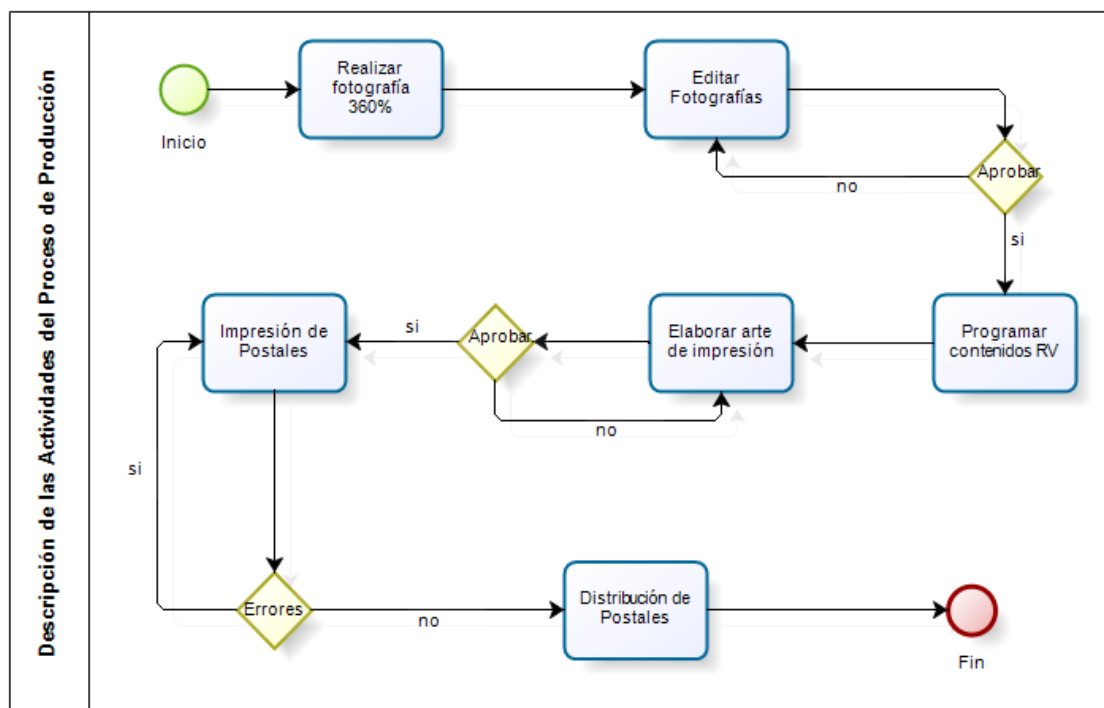 Descripción de las Actividades del Proceso de Producción
Inicio
Realizar
fotografía
360%
Editar
Fotografías
Aprobar
no
si
Programar
contenidos RV
Elaborar arte
de impresión
Aprobar
si
no
Impresión de
Postales
si
Errores
no
Distribución de
Postales
Fin